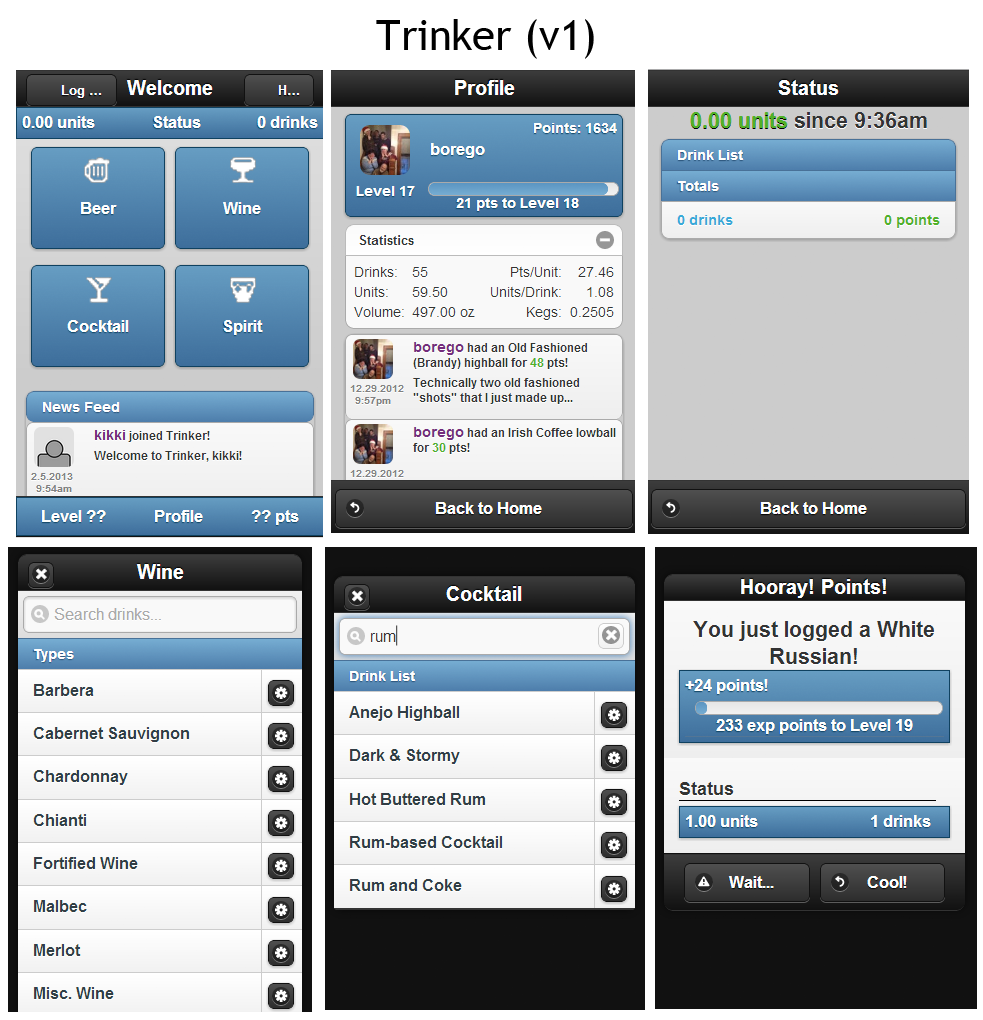 Trinker (v1)
Log ...
Welcome
H...
0.00 units
Status
0 drinks
Beer
Wine
Cocktail
Spirit
News Feed
kikki joined Trinker!
Welcome to Trinker, kikki!
2.5.2013
9:54am
Level ??
Profile
?? pts
Profile
Points: 1634
borego
Level 17
21 pts to Level 18
Statistics
Drinks: 55 Pts/Unit: 27.46
Units: 59.50 Units/Drink: 1.08
Volume: 497.00 oz Kegs: 0.2505
borego had an Old Fashioned
(Brandy) highball for 48 pts!
Technically two old fashioned
"shots" that I just made up...
12.29.2012
9:57pm
borego had an Irish Coffee lowball
for 30 pts!
12.29.2012
Back to Home
Status
0.00 units since 9:36am
Drink List
Totals
0 drinks
0 points
Back to Home
Wine
Search drinks...
Types
Barbera
Cabernet Sauvignon
Chardonnay
Chianti
Fortified Wine
Malbec
Merlot
Misc. Wine
Cocktail
rum
Drink List
Anejo Highball
Dark & Stormy
Hot Buttered Rum
Rum-based Cocktail
Rum and Coke
Hooray! Points!
You just logged a White
Russian!
+24 points!
233 exp points to Level 19
Status
1.00 units
1 drinks
Wait...
Cool!